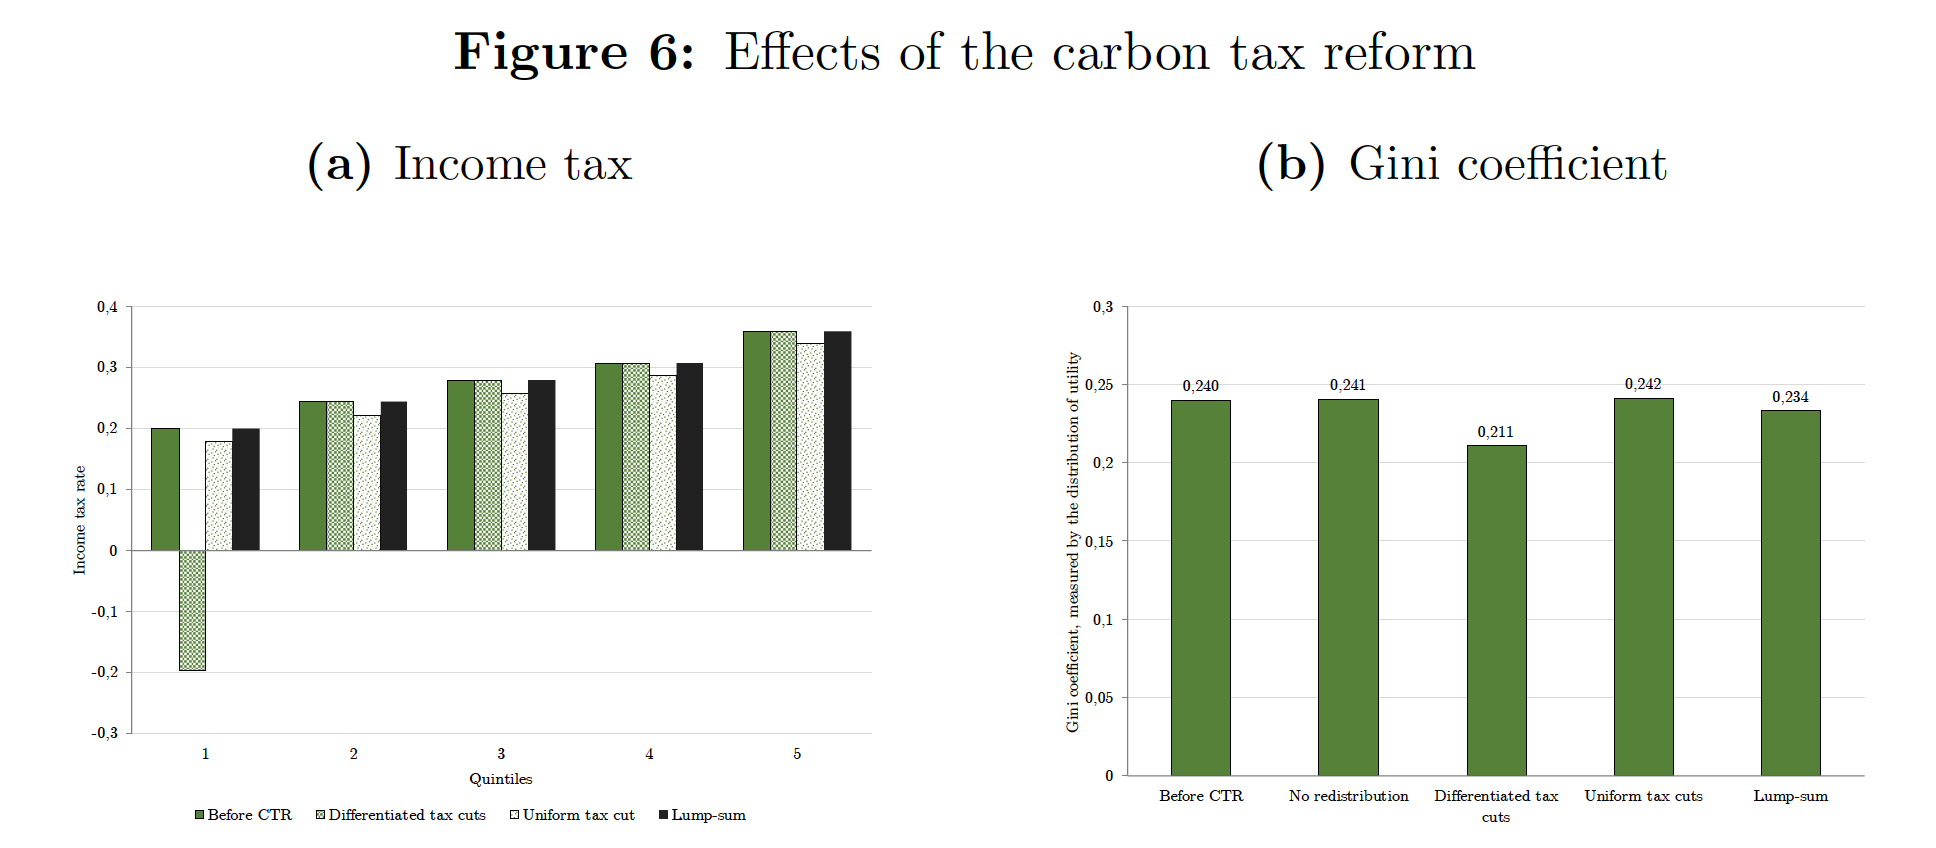 Figure 6: Effects of the carbon tax reform
(a) Income tax
(b) Gini coefficient
0,4
0,3
0,2
0,1
0
-0,1
-0,2
-0,3
Income tax rate
1 2 3 4 5
Quintiles
Before CTR Differentiated tax cuts Uniform tax cut Lump-sum
0,3
0,25
0,2
0,15
0,1
0,05
0
Gini coefficient, measured by the distribution of utility
0,240 0,241 0,211 0,242 0,234
Before CTR No redistribution Differentiated tax cuts Uniform tax cuts Lump-sum